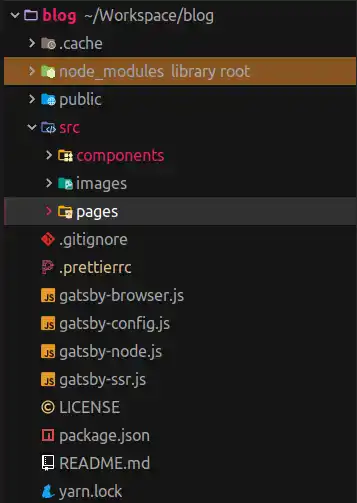 blog ~/Workspace/blog
.cache
node_modules library root
public
src
components
images
pages
.gitignore
.prettierrc
gatsby-browser.js
gatsby-config.js
gatsby-node.js
gatsby-ssr.js
LICENSE
package.json
README.md
yarn.lock